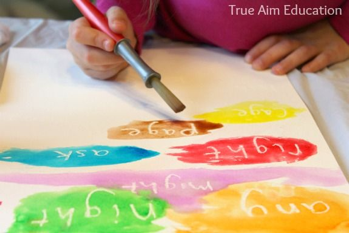 True Aim Education
page
ask right
might
night any